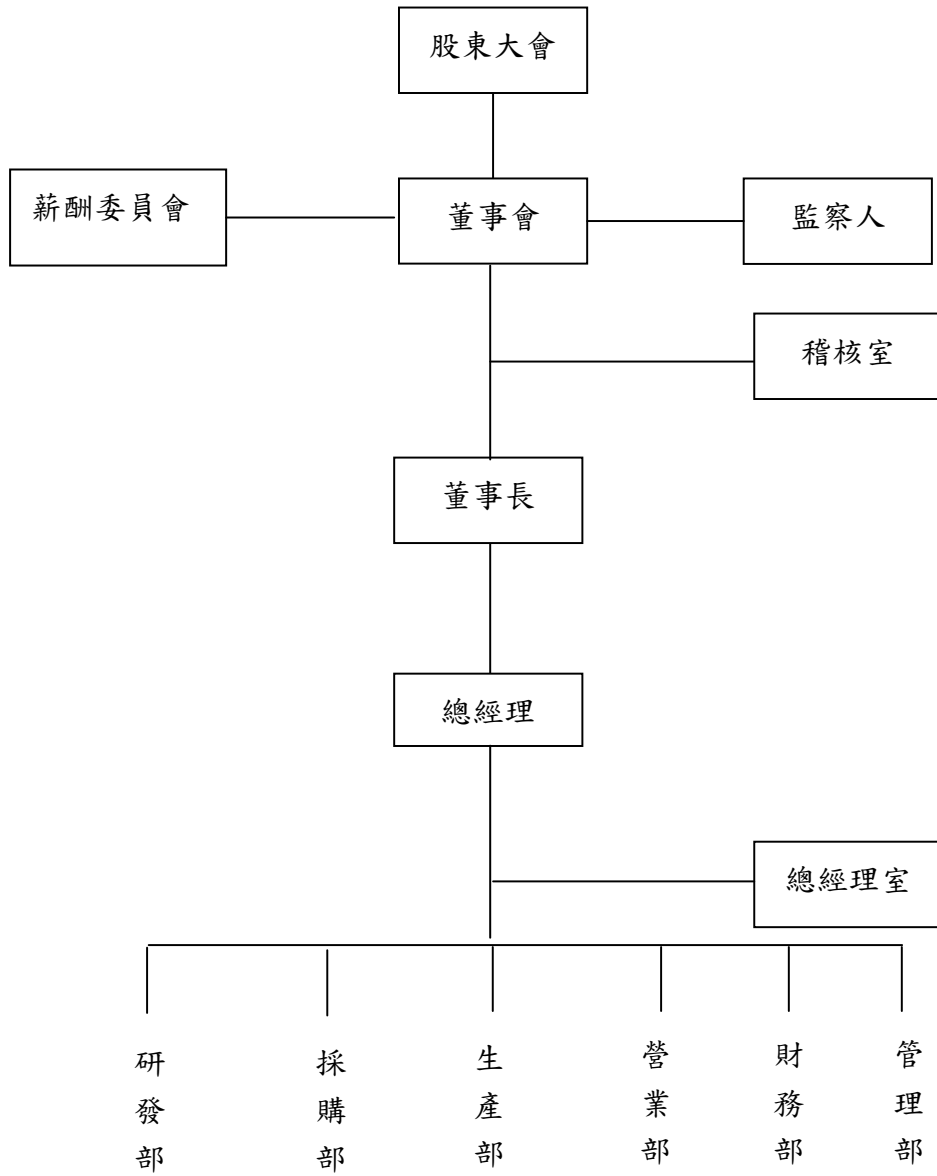 股東大會
薪酬委員會
董事會
監察人
稽核室
董事長
總經理
總經理室
研發部
採購部
生產部
營業部
財務部
管理部